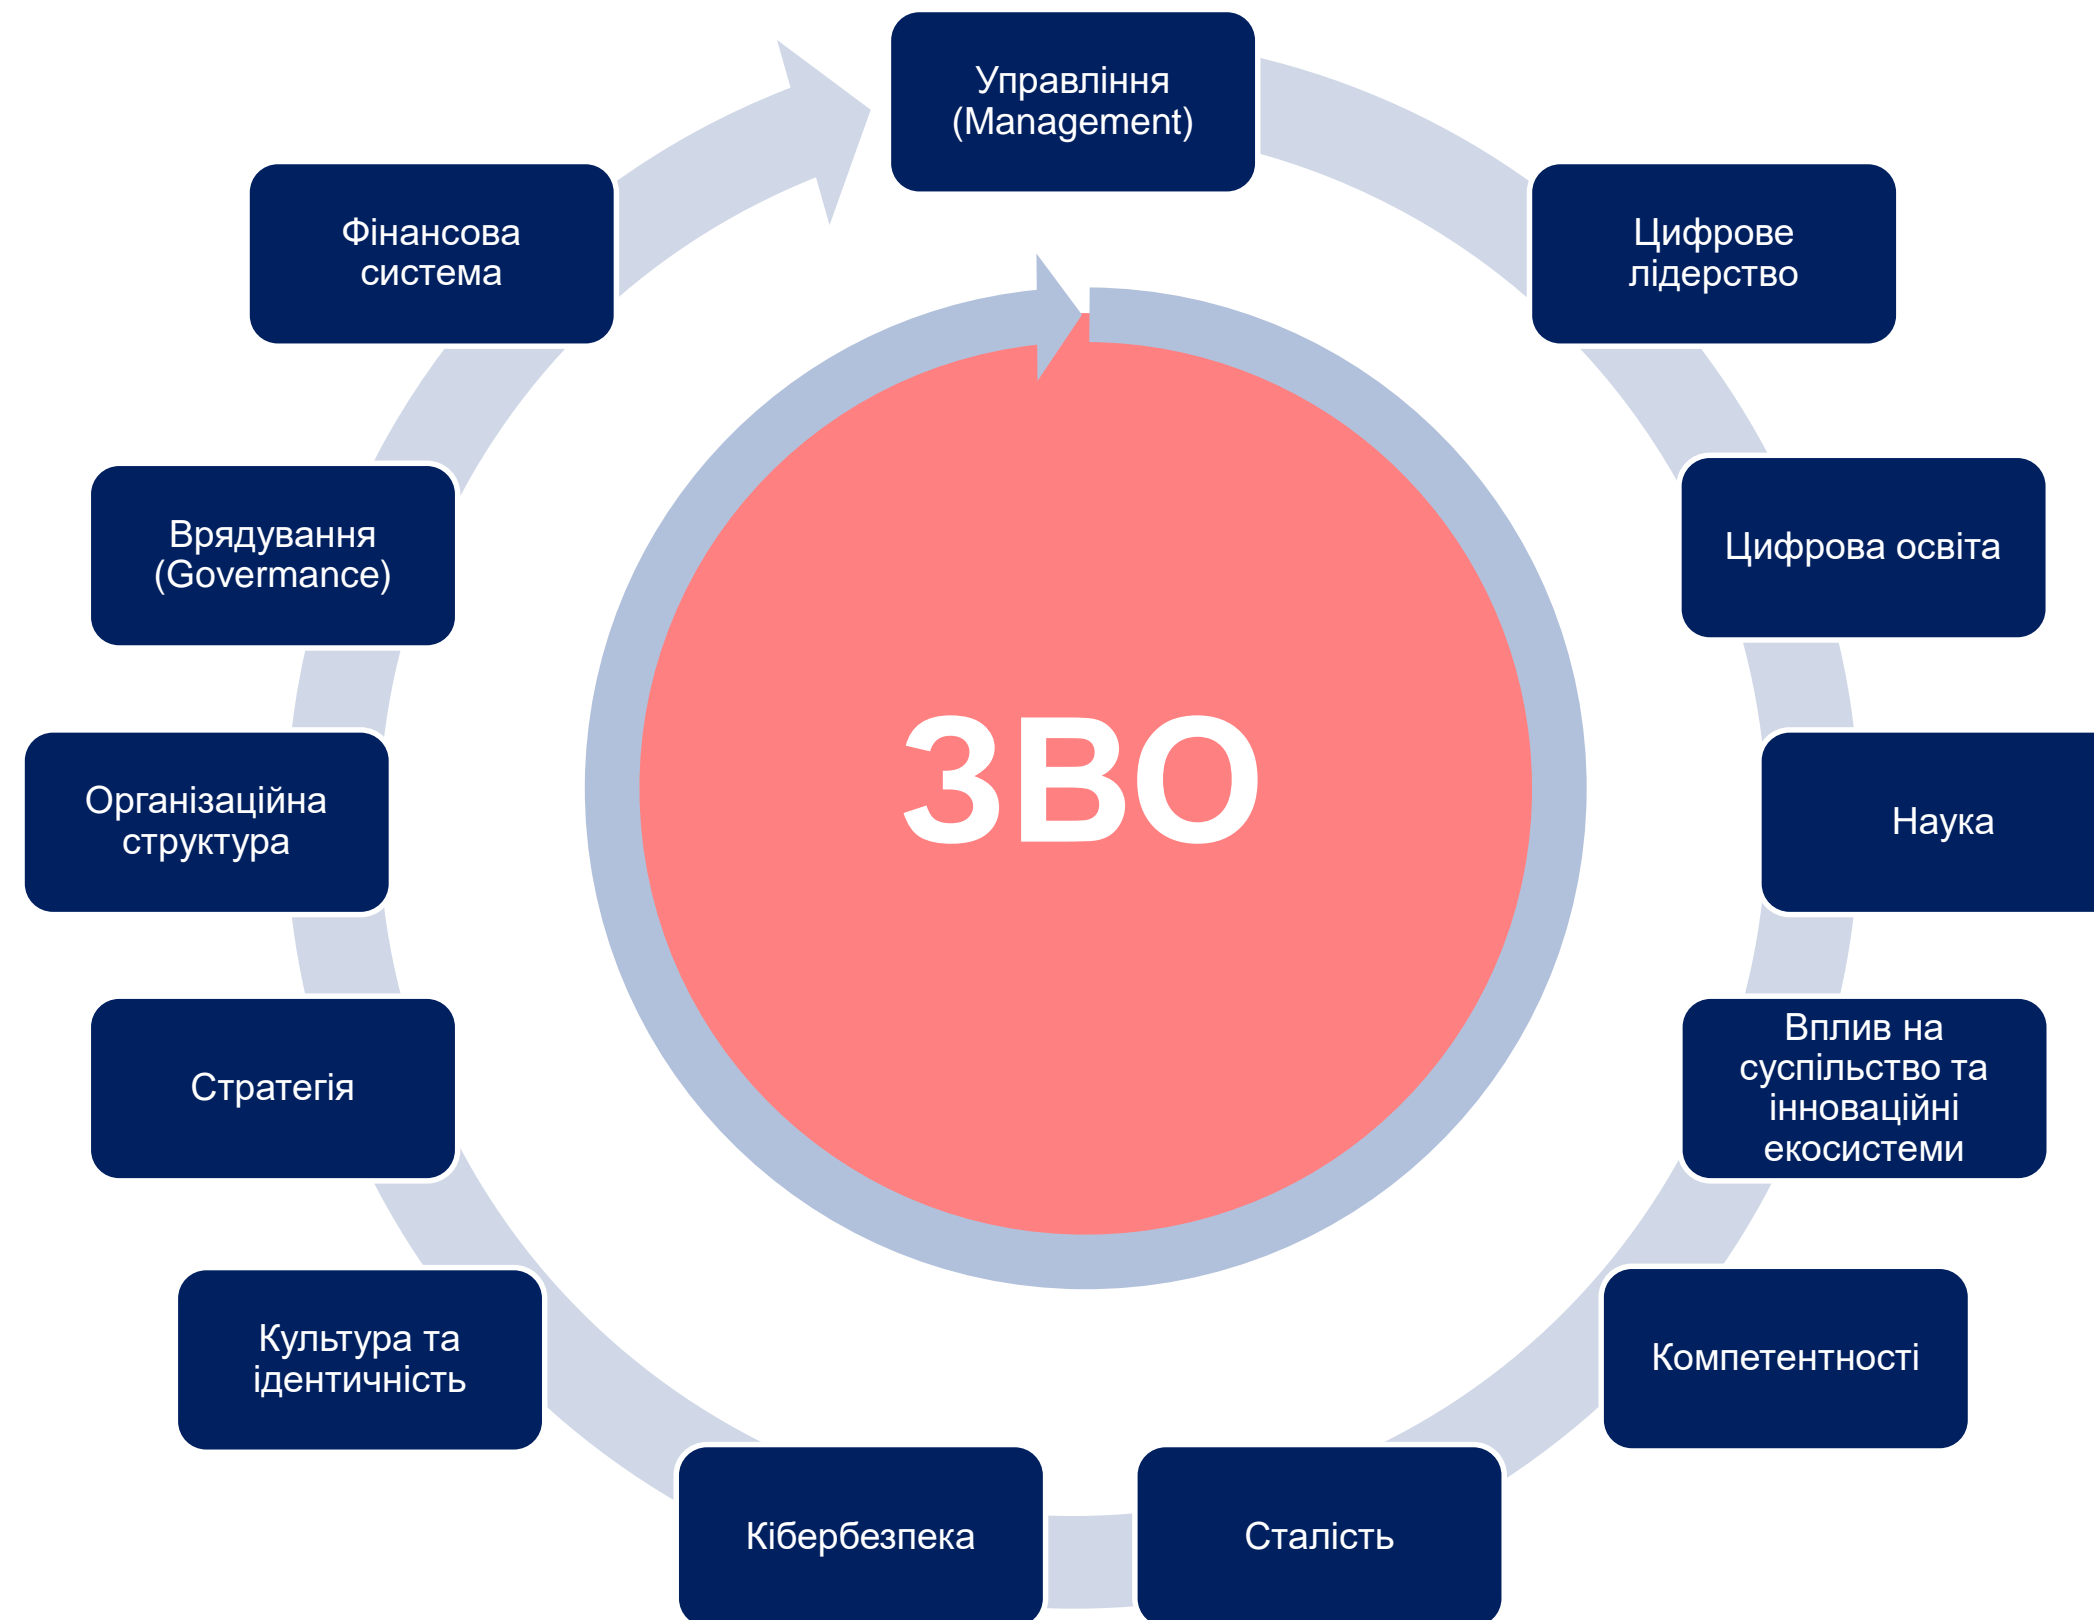 Управління
(Management)
Цифрове
лідерство
Цифрова освіта
Наука
Вплив на
суспільство та
інноваційні
екосистеми
Компетентності
Сталість
Кібербезпека
Культура та
ідентичність
Стратегія
Організаційна
структура
Врядування
(Govermance)
Фінансова
система
ЗВО